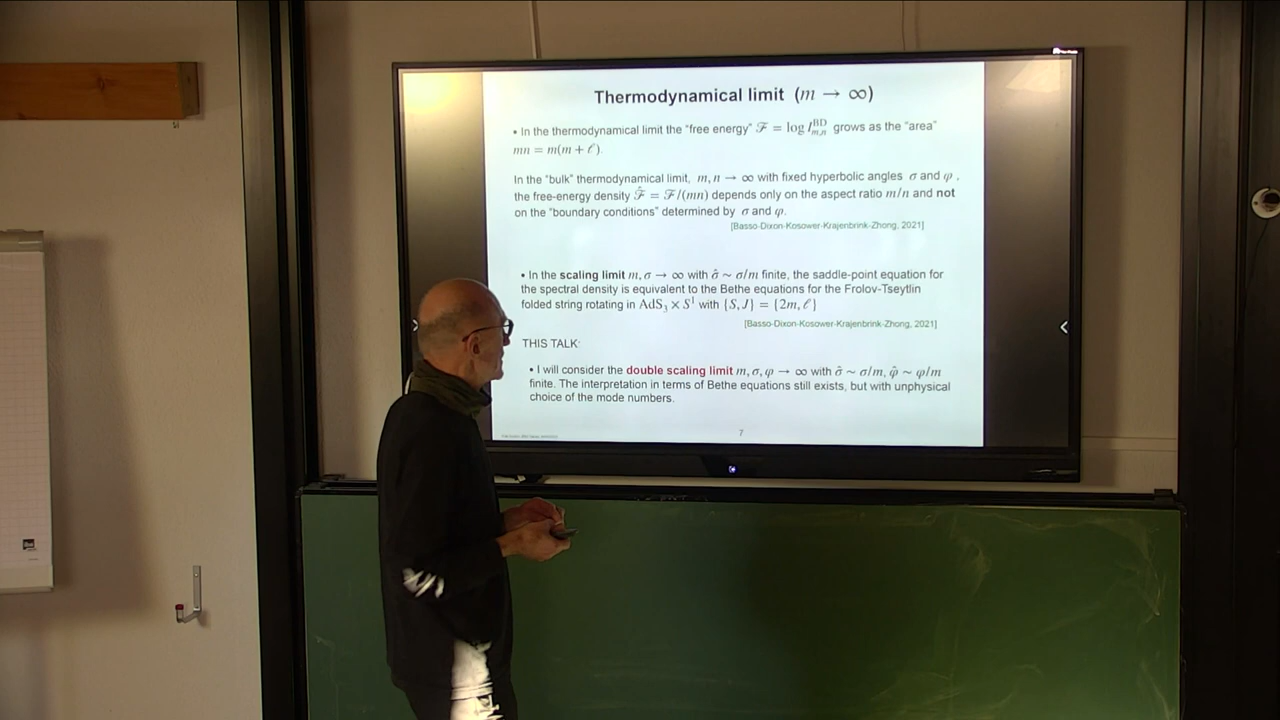 Thermodynamical limit (m → ∞)
• In the thermodynamical limit the "free energy" ℱ = log I^{BD}_{m,n} grows as the "area"
mn = m(m + ℓ).
In the "bulk" thermodynamical limit, m, n → ∞ with fixed hyperbolic angles σ and φ ,
the free-energy density ℱ̂ = ℱ/(mn) depends only on the aspect ratio m/n and not
on the "boundary conditions" determined by σ and φ.
[Basso-Dixon-Kosower-Krajenbrink-Zhong, 2021]
• In the scaling limit m, σ → ∞ with σ̂ ∼ σ/m finite, the saddle-point equation for
the spectral density is equivalent to the Bethe equations for the Frolov-Tseytlin
folded string rotating in AdS₃ × S¹ with {S, J} = {2m, ℓ}
[Basso-Dixon-Kosower-Krajenbrink-Zhong, 2021]
THIS TALK:
• I will consider the double scaling limit m, σ, φ → ∞ with σ̂ ∼ σ/m, φ̂ ∼ φ/m
finite. The interpretation in terms of Bethe equations still exists, but with unphysical
choice of the mode numbers.
7